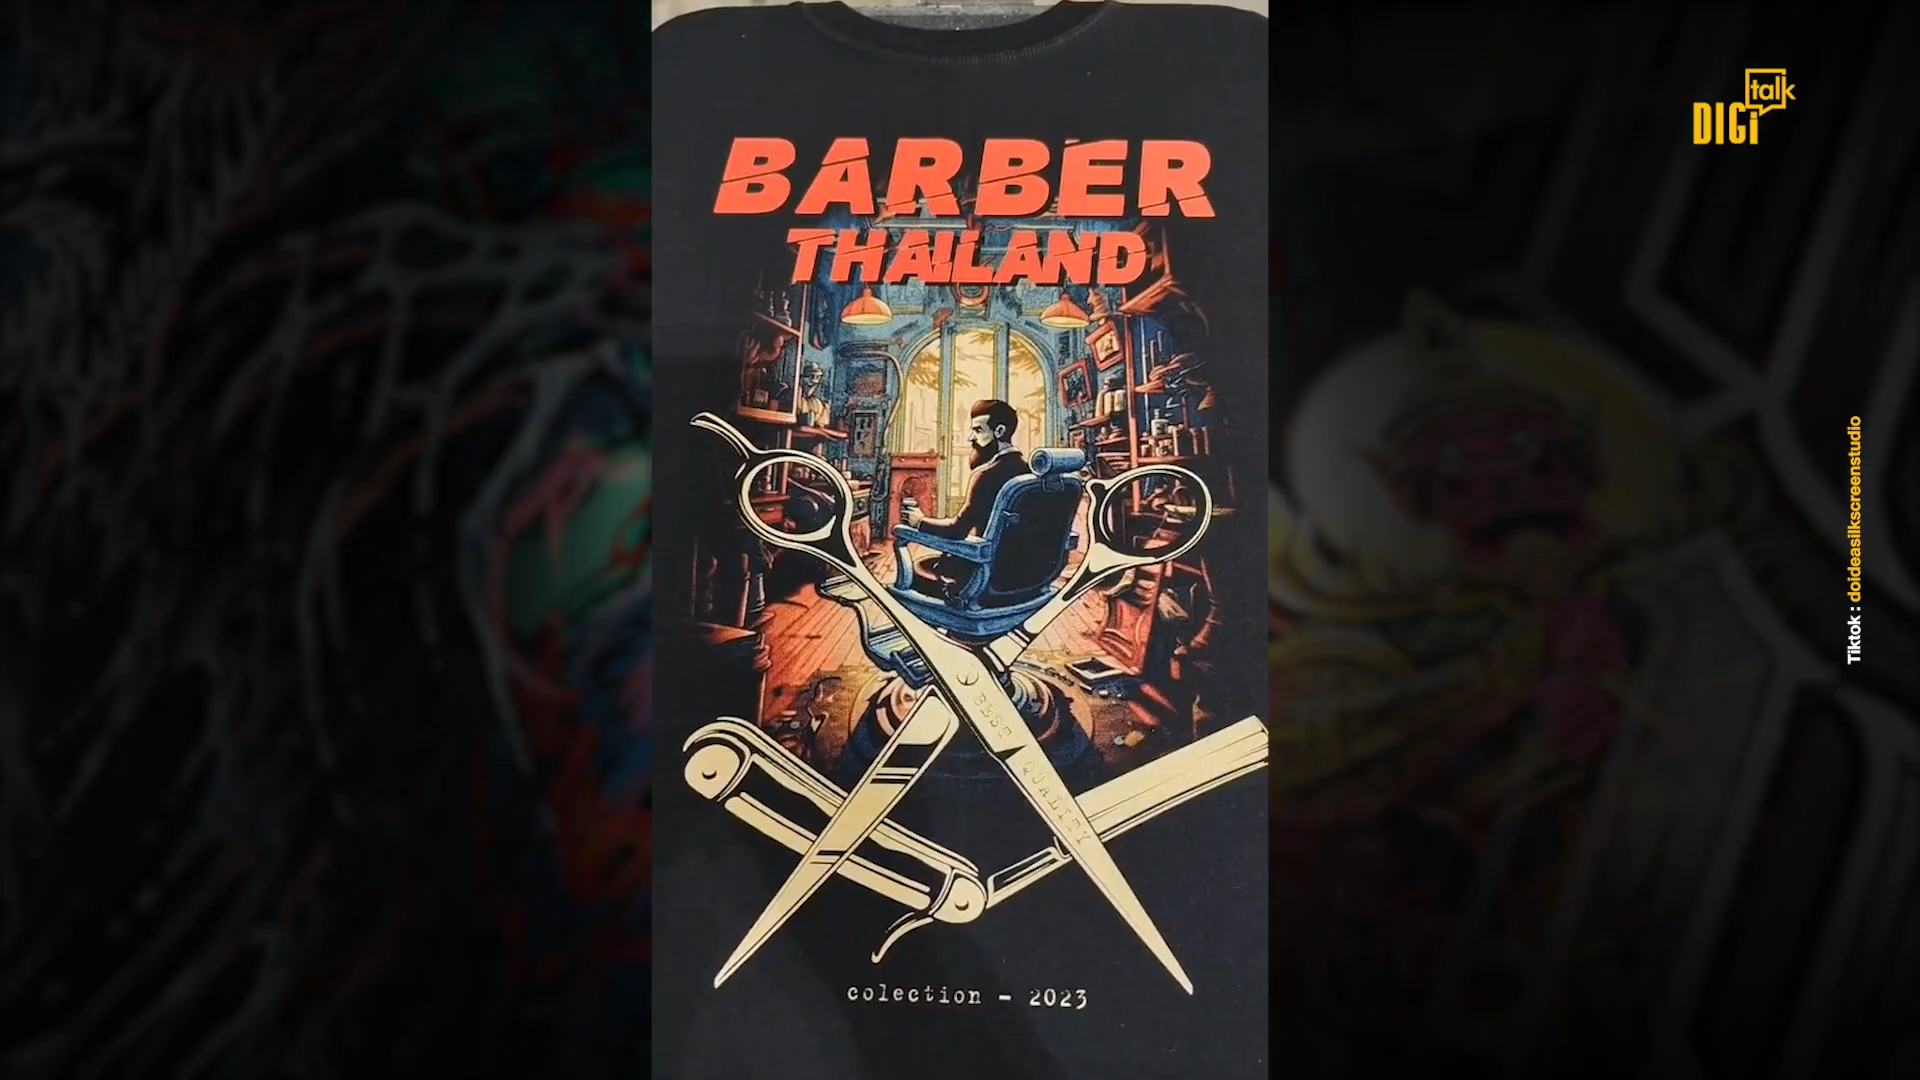 BARBER
THAILAND
BEST QUALITY
colection - 2023
DIGi talk
Tiktok : doideasilkscreenstudio